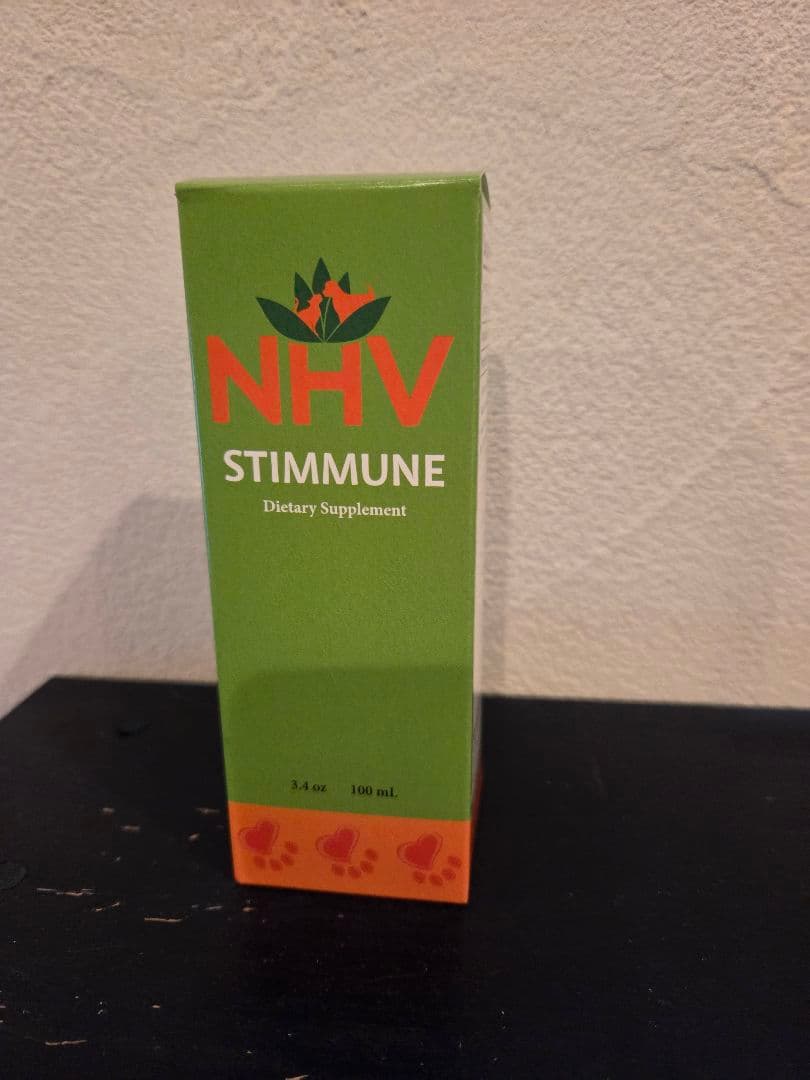 NHV
STIMMUNE
Dietary Supplement
3.4 oz 100 mL